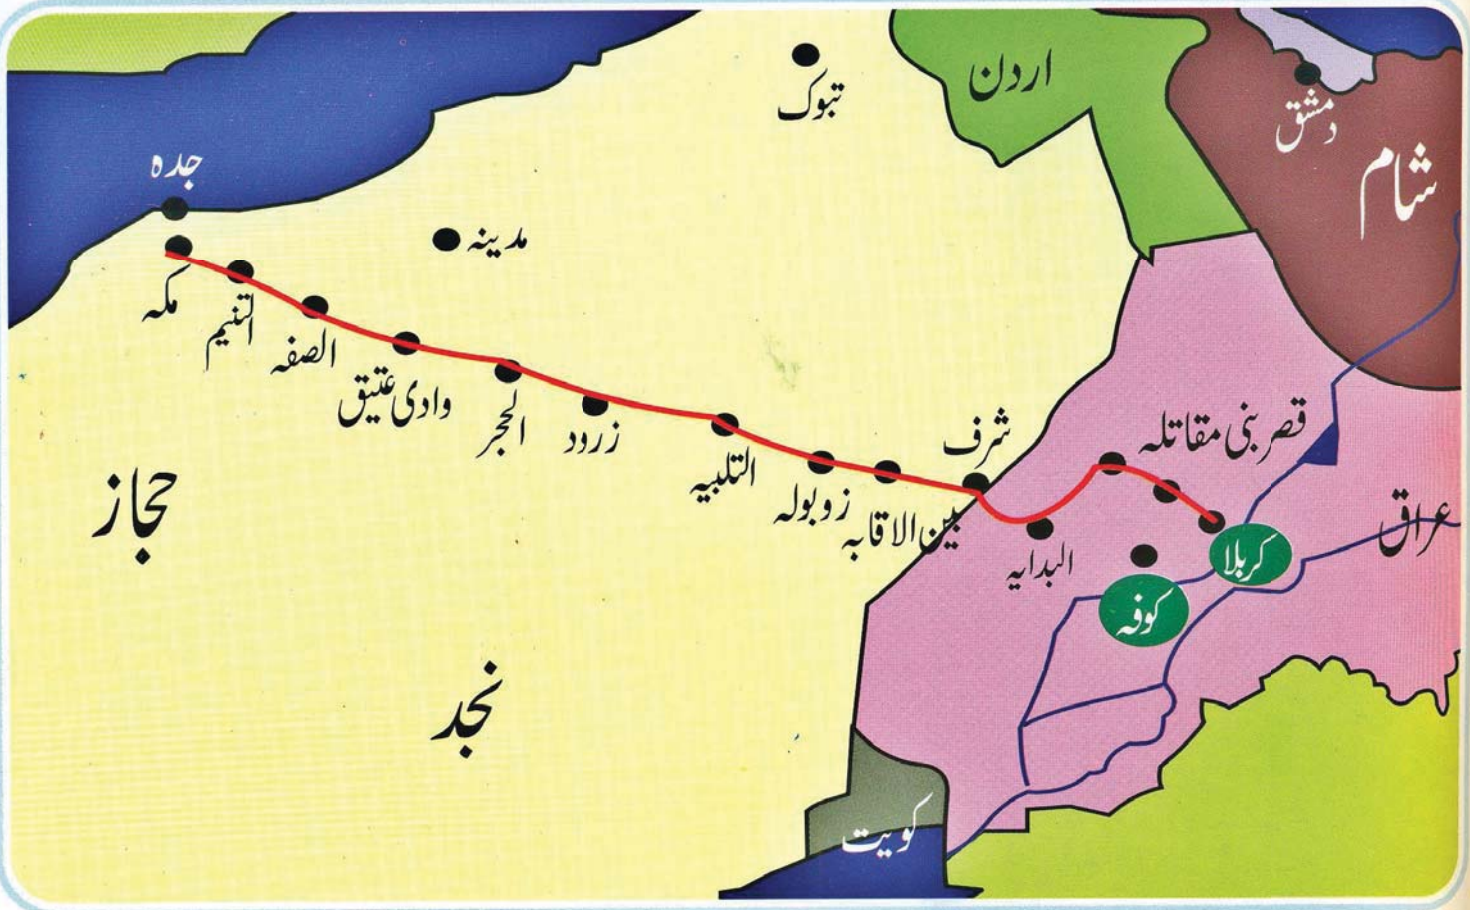 اردن
تبوک
دمشق
شام
جدہ
مدینہ
مکہ
التنیم
الصفہ
وادی عتیق
الحجر
زرود
التلبیہ
زوبولہ
بین الاقابہ
شرف
البدایہ
قصر بنی مقاتلہ
کربلا
کوفہ
عراق
حجاز
نجد
کویت